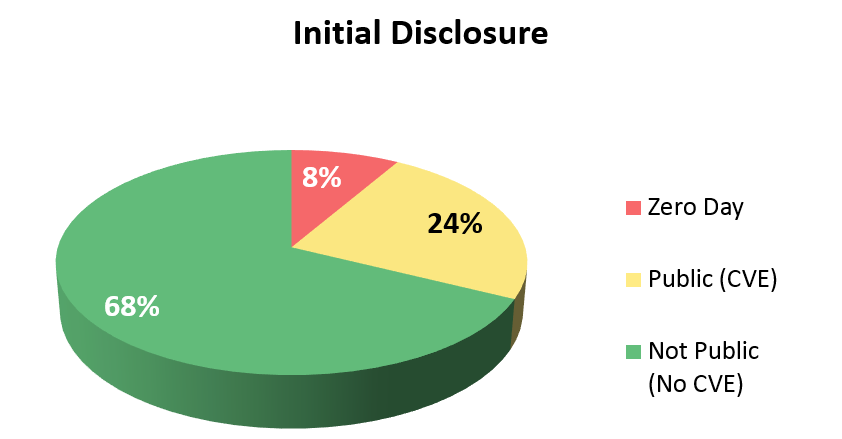 Initial Disclosure
8%
24%
68%
Zero Day
Public (CVE)
Not Public
(No CVE)